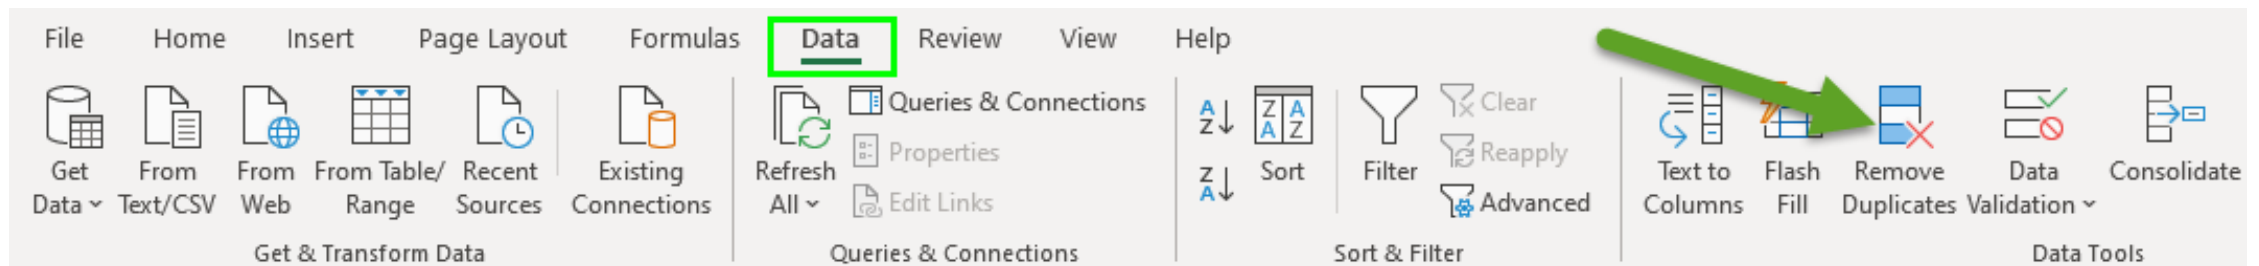 File Home Insert Page Layout Formulas Data Review View Help
Get Data
From Text/CSV
From Web
From Table/ Range
Recent Sources
Existing Connections
Get & Transform Data
Refresh All
Queries & Connections
Properties
Edit Links
Queries & Connections
A Z
Z A
Z A A Z
Sort
Filter
Clear
Reapply
Advanced
Sort & Filter
Text to Columns
Flash Fill
Remove Duplicates
Data Validation
Consolidate
Data Tools